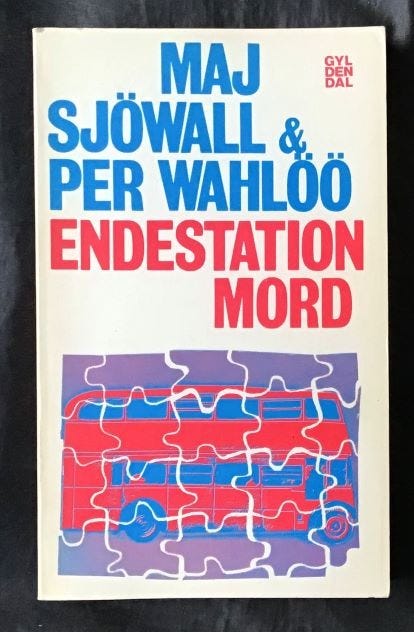 MAJ
SJÖWALL &
PER WAHLÖÖ
ENDESTATION
MORD
GYL
DEN
DAL